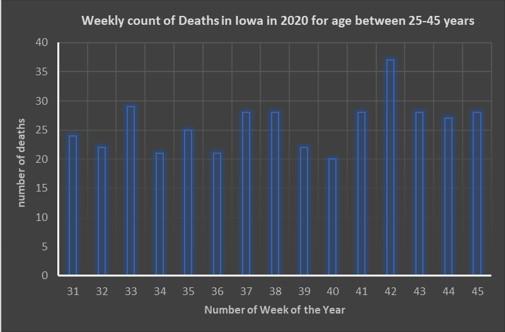 Weekly count of Deaths in Iowa in 2020 for age between 25-45 years
number of deaths
40
35
30
25
20
15
10
5
0
31 32 33 34 35 36 37 38 39 40 41 42 43 44 45
Number of Week of the Year